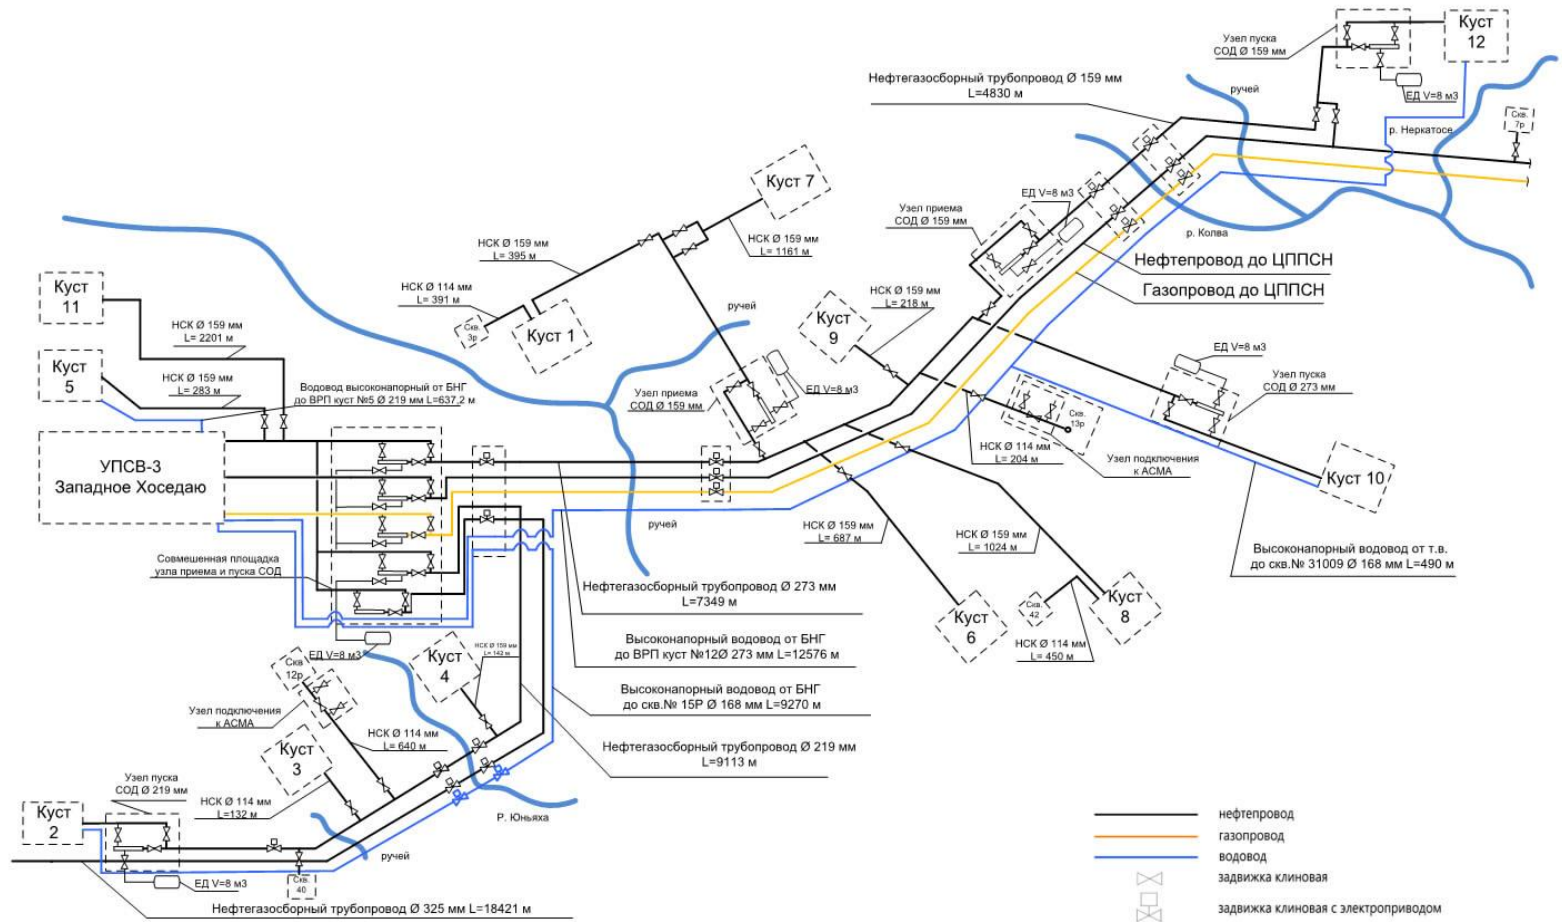 Куст
12
Узел пуска
СОД Ø 159 мм
ЕД V=8 м3
Нефтегазосборный трубопровод Ø 159 мм
L=4830 м
ручей
р. Неркатосе
Скв.
7р
Куст 7
НСК Ø 159 мм
L= 1161 м
НСК Ø 159 мм
L= 395 м
НСК Ø 114 мм
L= 391 м
Скв.
3р
Куст 1
Узел приема
СОД Ø 159 мм
ЕД V=8 м3
р. Колва
Нефтепровод до ЦППСН
Газопровод до ЦППСН
Куст
11
НСК Ø 159 мм
L= 2201 м
Куст
5
НСК Ø 159 мм
L= 283 м
Водовод высоконапорный от БНГ
до ВРП куст №5 Ø 219 мм L=637,2 м
ручей
НСК Ø 159 мм
L= 218 м
Куст
9
Узел приема
СОД Ø 159 мм
ЕД V=8 м3
ЕД V=8 м3
Узел пуска
СОД Ø 273 мм
Скв.
13р
НСК Ø 114 мм
L= 204 м
Узел подключения
к АСМА
Куст 10
УПСВ-3
Западное Хоседаю
ручей
НСК Ø 159 мм
L= 687 м
НСК Ø 159 мм
L= 1024 м
Высоконапорный водовод от т.в.
до скв.№ 31009 Ø 168 мм L=490 м
Совмешенная площадка
узла приема и пуска СОД
Нефтегазосборный трубопровод Ø 273 мм
L=7349 м
Куст
6
Скв.
42
Куст
8
НСК Ø 114 мм
L= 450 м
ЕД V=8 м3
Высоконапорный водовод от БНГ
до ВРП куст №12Ø 273 мм L=12576 м
Куст
4
НСК Ø 159 мм
L= 142 м
Скв
12р
Узел подключения
к АСМА
Высоконапорный водовод от БНГ
до скв.№ 15Р Ø 168 мм L=9270 м
НСК Ø 114 мм
L= 640 м
Нефтегазосборный трубопровод Ø 219 мм
L=9113 м
Куст
3
Узел пуска
СОД Ø 219 мм
НСК Ø 114 мм
L=132 м
Куст
2
Р. Юньяха
ручей
Скв.
40
ЕД V=8 м3
Нефтегазосборный трубопровод Ø 325 мм L=18421 м
нефтепровод
газопровод
водовод
задвижка клиновая
задвижка клиновая с электроприводом